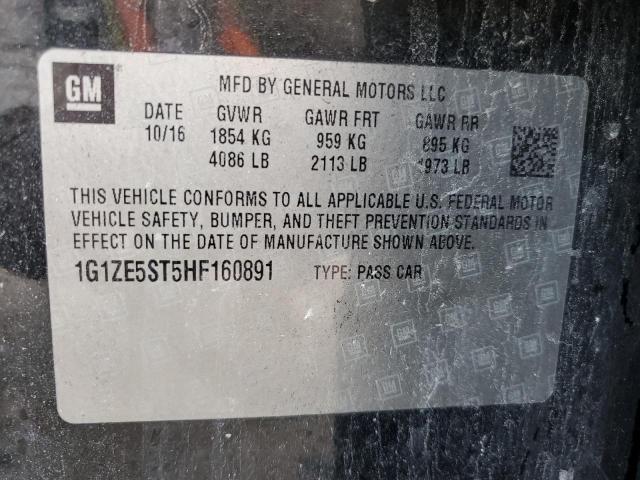 GM
MFD BY GENERAL MOTORS LLC
DATE GVWR GAWR FRT GAWR RR
10/16 1854 KG 959 KG 895 KG
4086 LB 2113 LB 1973 LB
THIS VEHICLE CONFORMS TO ALL APPLICABLE U.S. FEDERAL MOTOR
VEHICLE SAFETY, BUMPER, AND THEFT PREVENTION STANDARDS IN
EFFECT ON THE DATE OF MANUFACTURE SHOWN ABOVE.
1G1ZE5ST5HF160891 TYPE: PASS CAR